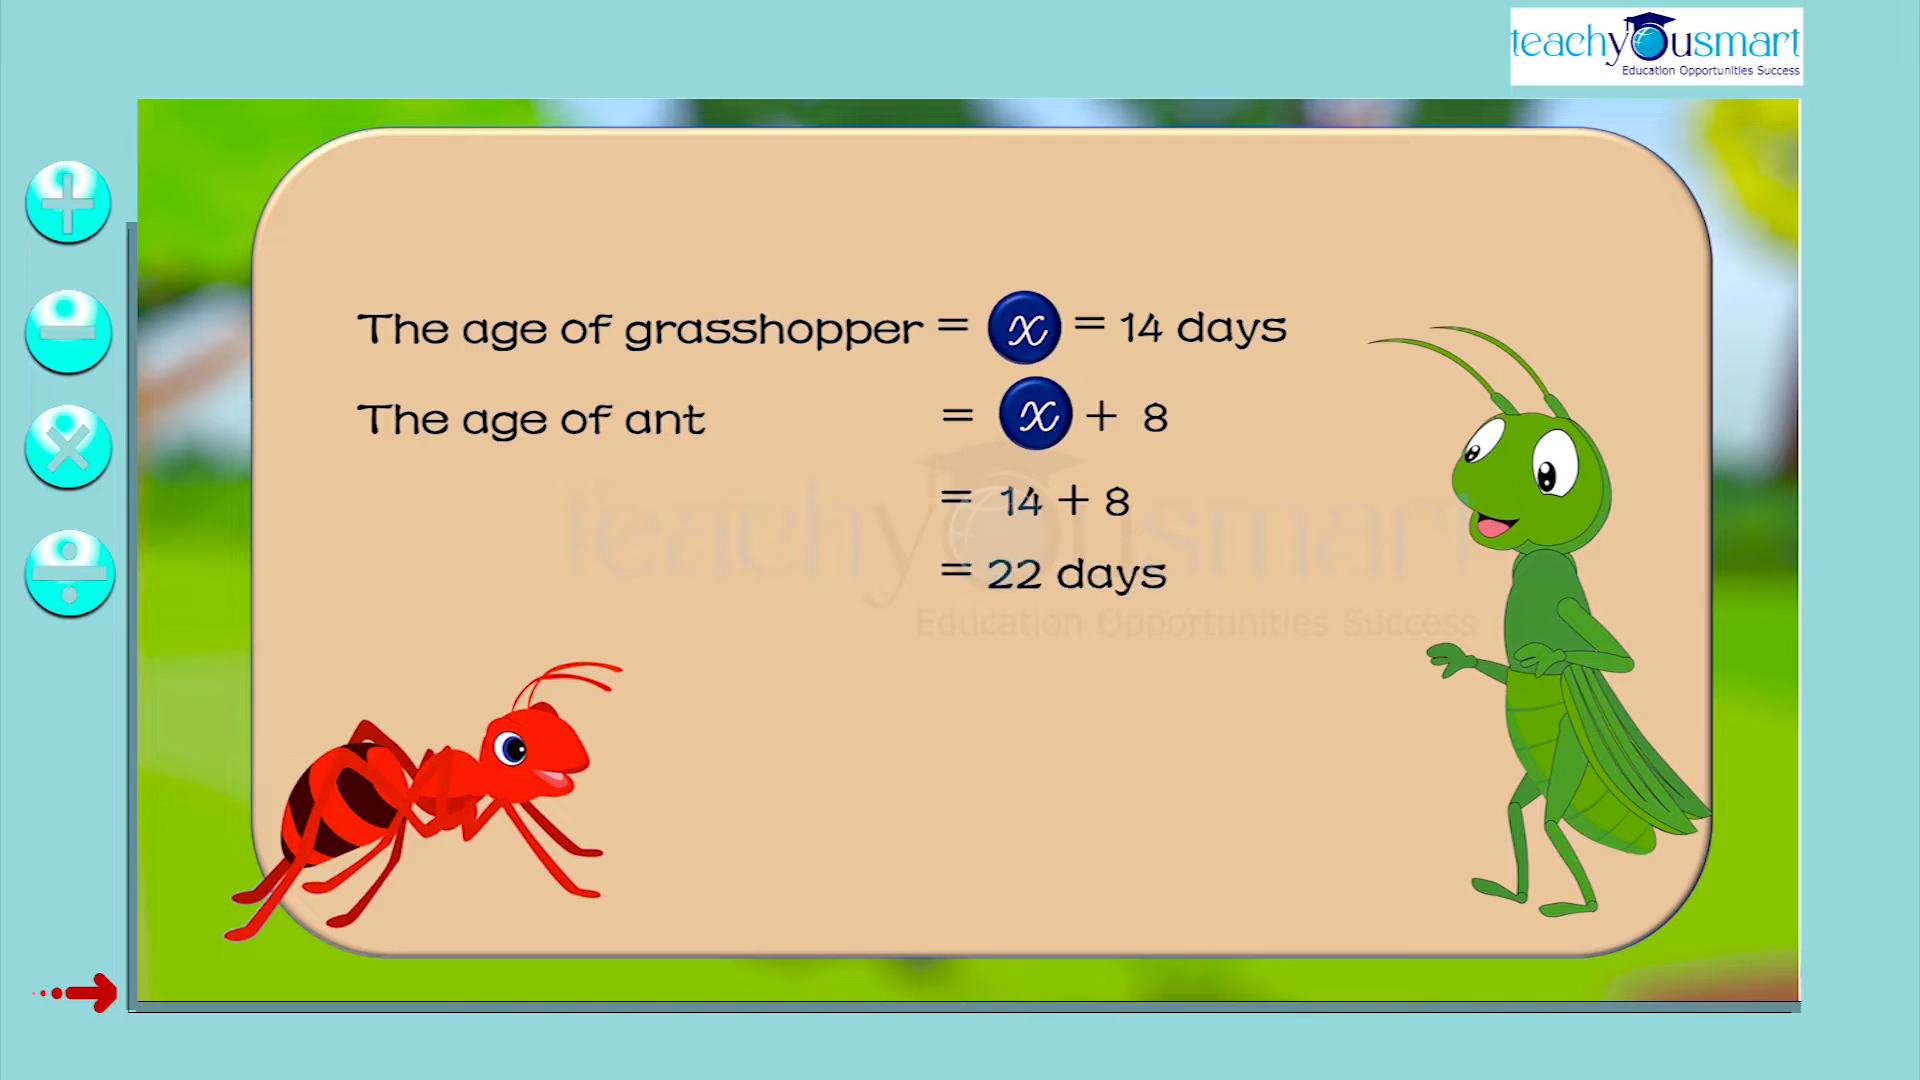 teachyousmart
Education Opportunities Success
The age of grasshopper = x = 14 days
The age of ant = x + 8
= 14 + 8
= 22 days
teachyousmart
Education Opportunities Success